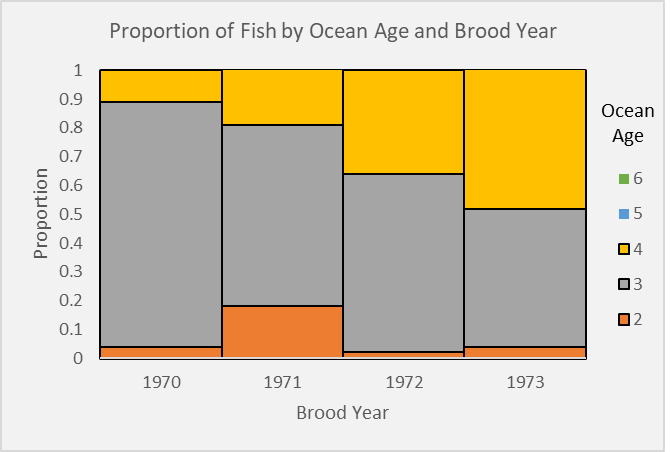 Proportion of Fish by Ocean Age and Brood Year
1
0.9
0.8
0.7
0.6
0.5
0.4
0.3
0.2
0.1
0
Proportion
1970 1971 1972 1973
Brood Year
Ocean
Age
6
5
4
3
2